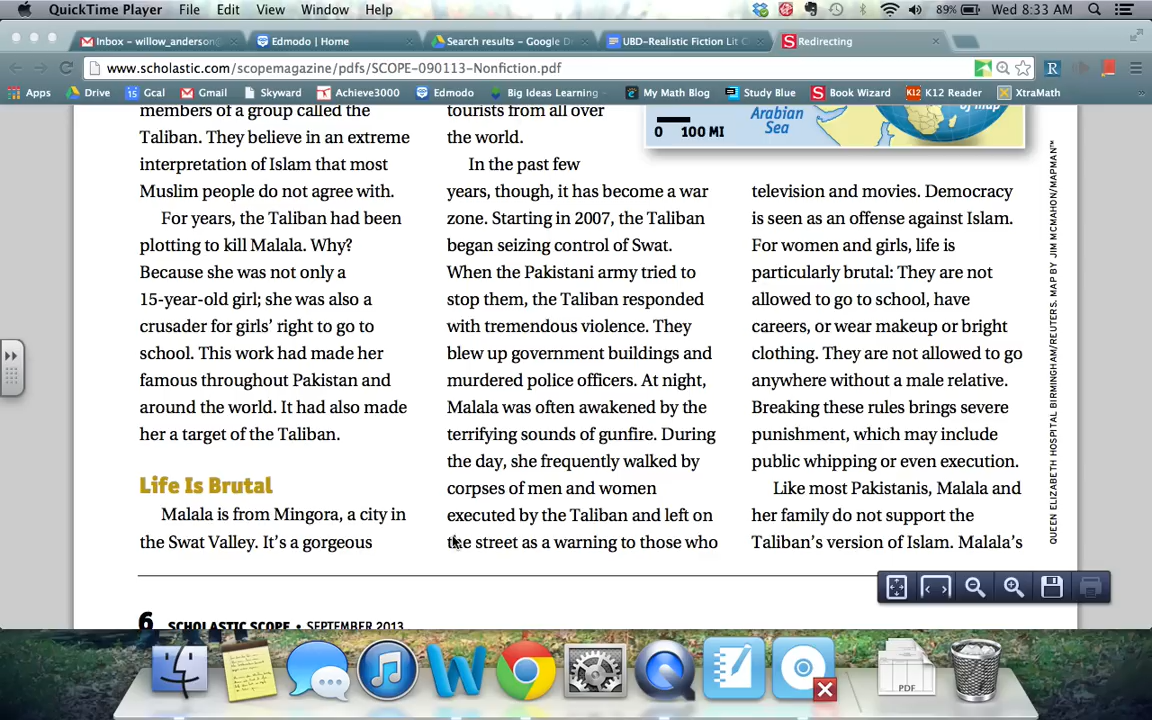 QuickTime Player File Edit View Window Help 89% Wed 8:33 AM
Inbox – willow_anderson@
Edmodo | Home
Search results – Google D
UBD-Realistic Fiction Lit C
Redirecting
www.scholastic.com/scopemagazine/pdfs/SCOPE-090113-Nonfiction.pdf
Apps Drive Gcal Gmail Skyward Achieve3000 Edmodo Big Ideas Learning - My Math Blog Study Blue Book Wizard K12 Reader XtraMath
members of a group called the
Taliban. They believe in an extreme
interpretation of Islam that most
Muslim people do not agree with.
For years, the Taliban had been
plotting to kill Malala. Why?
Because she was not only a
15-year-old girl; she was also a
crusader for girls’ right to go to
school. This work had made her
famous throughout Pakistan and
around the world. It had also made
her a target of the Taliban.
Life Is Brutal
Malala is from Mingora, a city in
the Swat Valley. It’s a gorgeous
tourists from all over
the world.
In the past few
years, though, it has become a war
zone. Starting in 2007, the Taliban
began seizing control of Swat.
When the Pakistani army tried to
stop them, the Taliban responded
with tremendous violence. They
blew up government buildings and
murdered police officers. At night,
Malala was often awakened by the
terrifying sounds of gunfire. During
the day, she frequently walked by
corpses of men and women
executed by the Taliban and left on
the street as a warning to those who
0 100 MI
Arabian
Sea
of map
television and movies. Democracy
is seen as an offense against Islam.
For women and girls, life is
particularly brutal: They are not
allowed to go to school, have
careers, or wear makeup or bright
clothing. They are not allowed to go
anywhere without a male relative.
Breaking these rules brings severe
punishment, which may include
public whipping or even execution.
Like most Pakistanis, Malala and
her family do not support the
Taliban’s version of Islam. Malala’s
QUEEN ELIZABETH HOSPITAL BIRMINGHAM/REUTERS. MAP BY JIM MCMAHON/MAPMAN™
6 SCHOLASTIC SCOPE • SEPTEMBER 2013
PDF